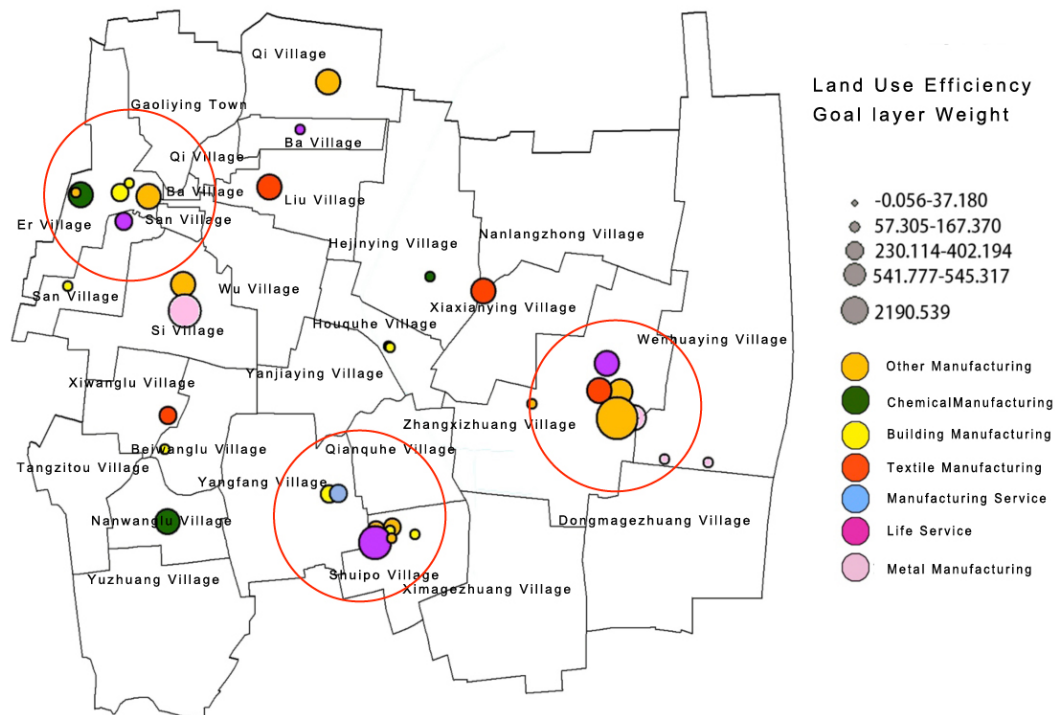 Qi Village
Gaoliying Town
Ba Village
Qi Village
Ba Village
Liu Village
San Village
Er Village
Hejinying Village
Nanlangzhong Village
San Village
Wu Village
Xiaxianying Village
Si Village
Houquhe Village
Wenhuaying Village
Yanjiaying Village
Xiwanglu Village
Zhangxizhuang Village
Beiwanglu Village
Qianquhe Village
Tangzitou Village
Yangfang Village
Nanwanglu Village
Dongmagezhuang Village
Yuzhuang Village
Shuipo Village
Ximagezhuang Village
Land Use Efficiency
Goal layer Weight
-0.056-37.180
57.305-167.370
230.114-402.194
541.777-545.317
2190.539
Other Manufacturing
ChemicalManufacturing
Building Manufacturing
Textile Manufacturing
Manufacturing Service
Life Service
Metal Manufacturing